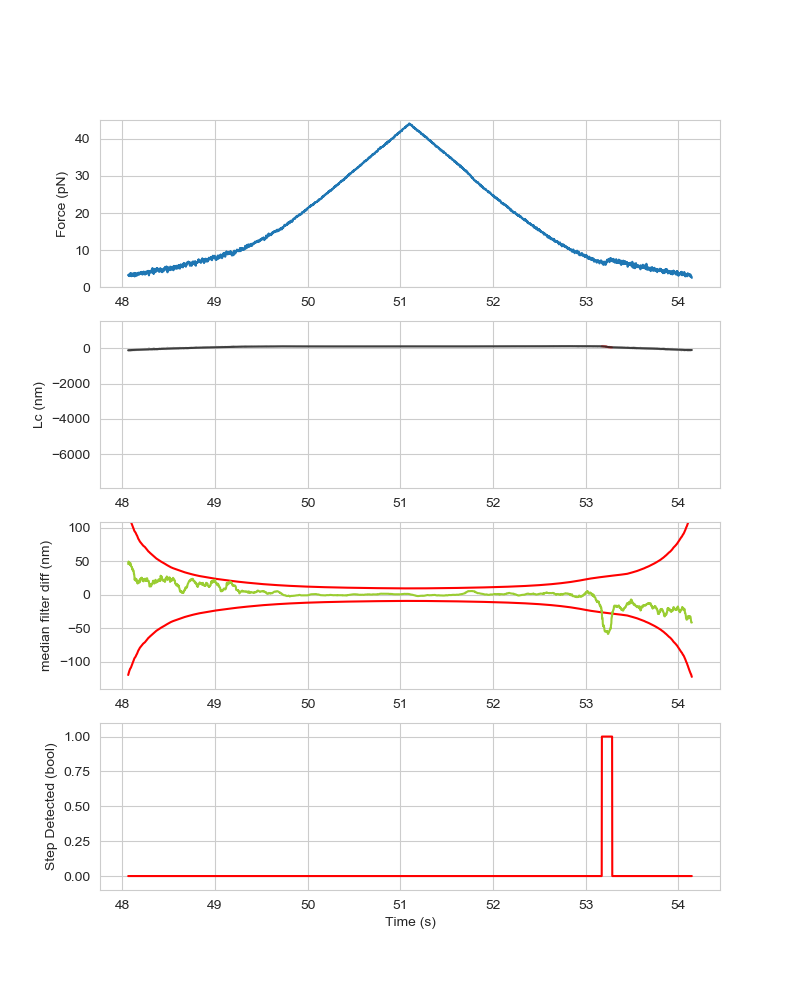 40
30
20
10
0
Force (pN)
48 49 50 51 52 53 54
0
−2000
−4000
−6000
Lc (nm)
48 49 50 51 52 53 54
100
50
0
−50
−100
median filter diff (nm)
48 49 50 51 52 53 54
1.00
0.75
0.50
0.25
0.00
Step Detected (bool)
48 49 50 51 52 53 54
Time (s)